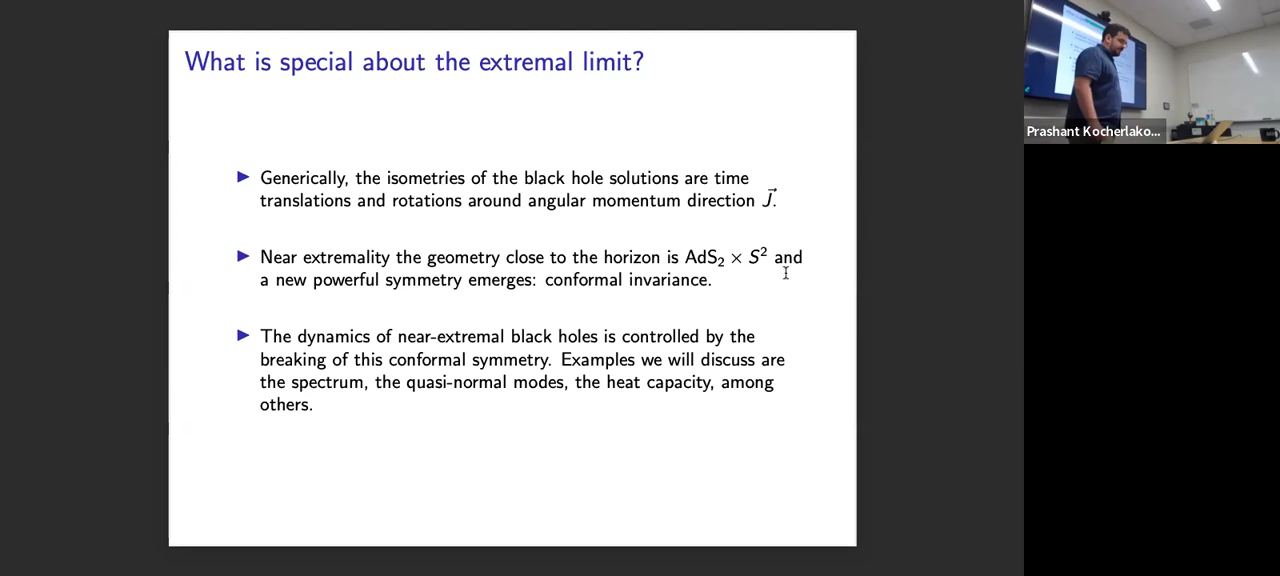 What is special about the extremal limit?
► Generically, the isometries of the black hole solutions are time
translations and rotations around angular momentum direction J⃗.
► Near extremality the geometry close to the horizon is AdS₂ × S² and
a new powerful symmetry emerges: conformal invariance.
► The dynamics of near-extremal black holes is controlled by the
breaking of this conformal symmetry. Examples we will discuss are
the spectrum, the quasi-normal modes, the heat capacity, among
others.
Prashant Kocherlako...